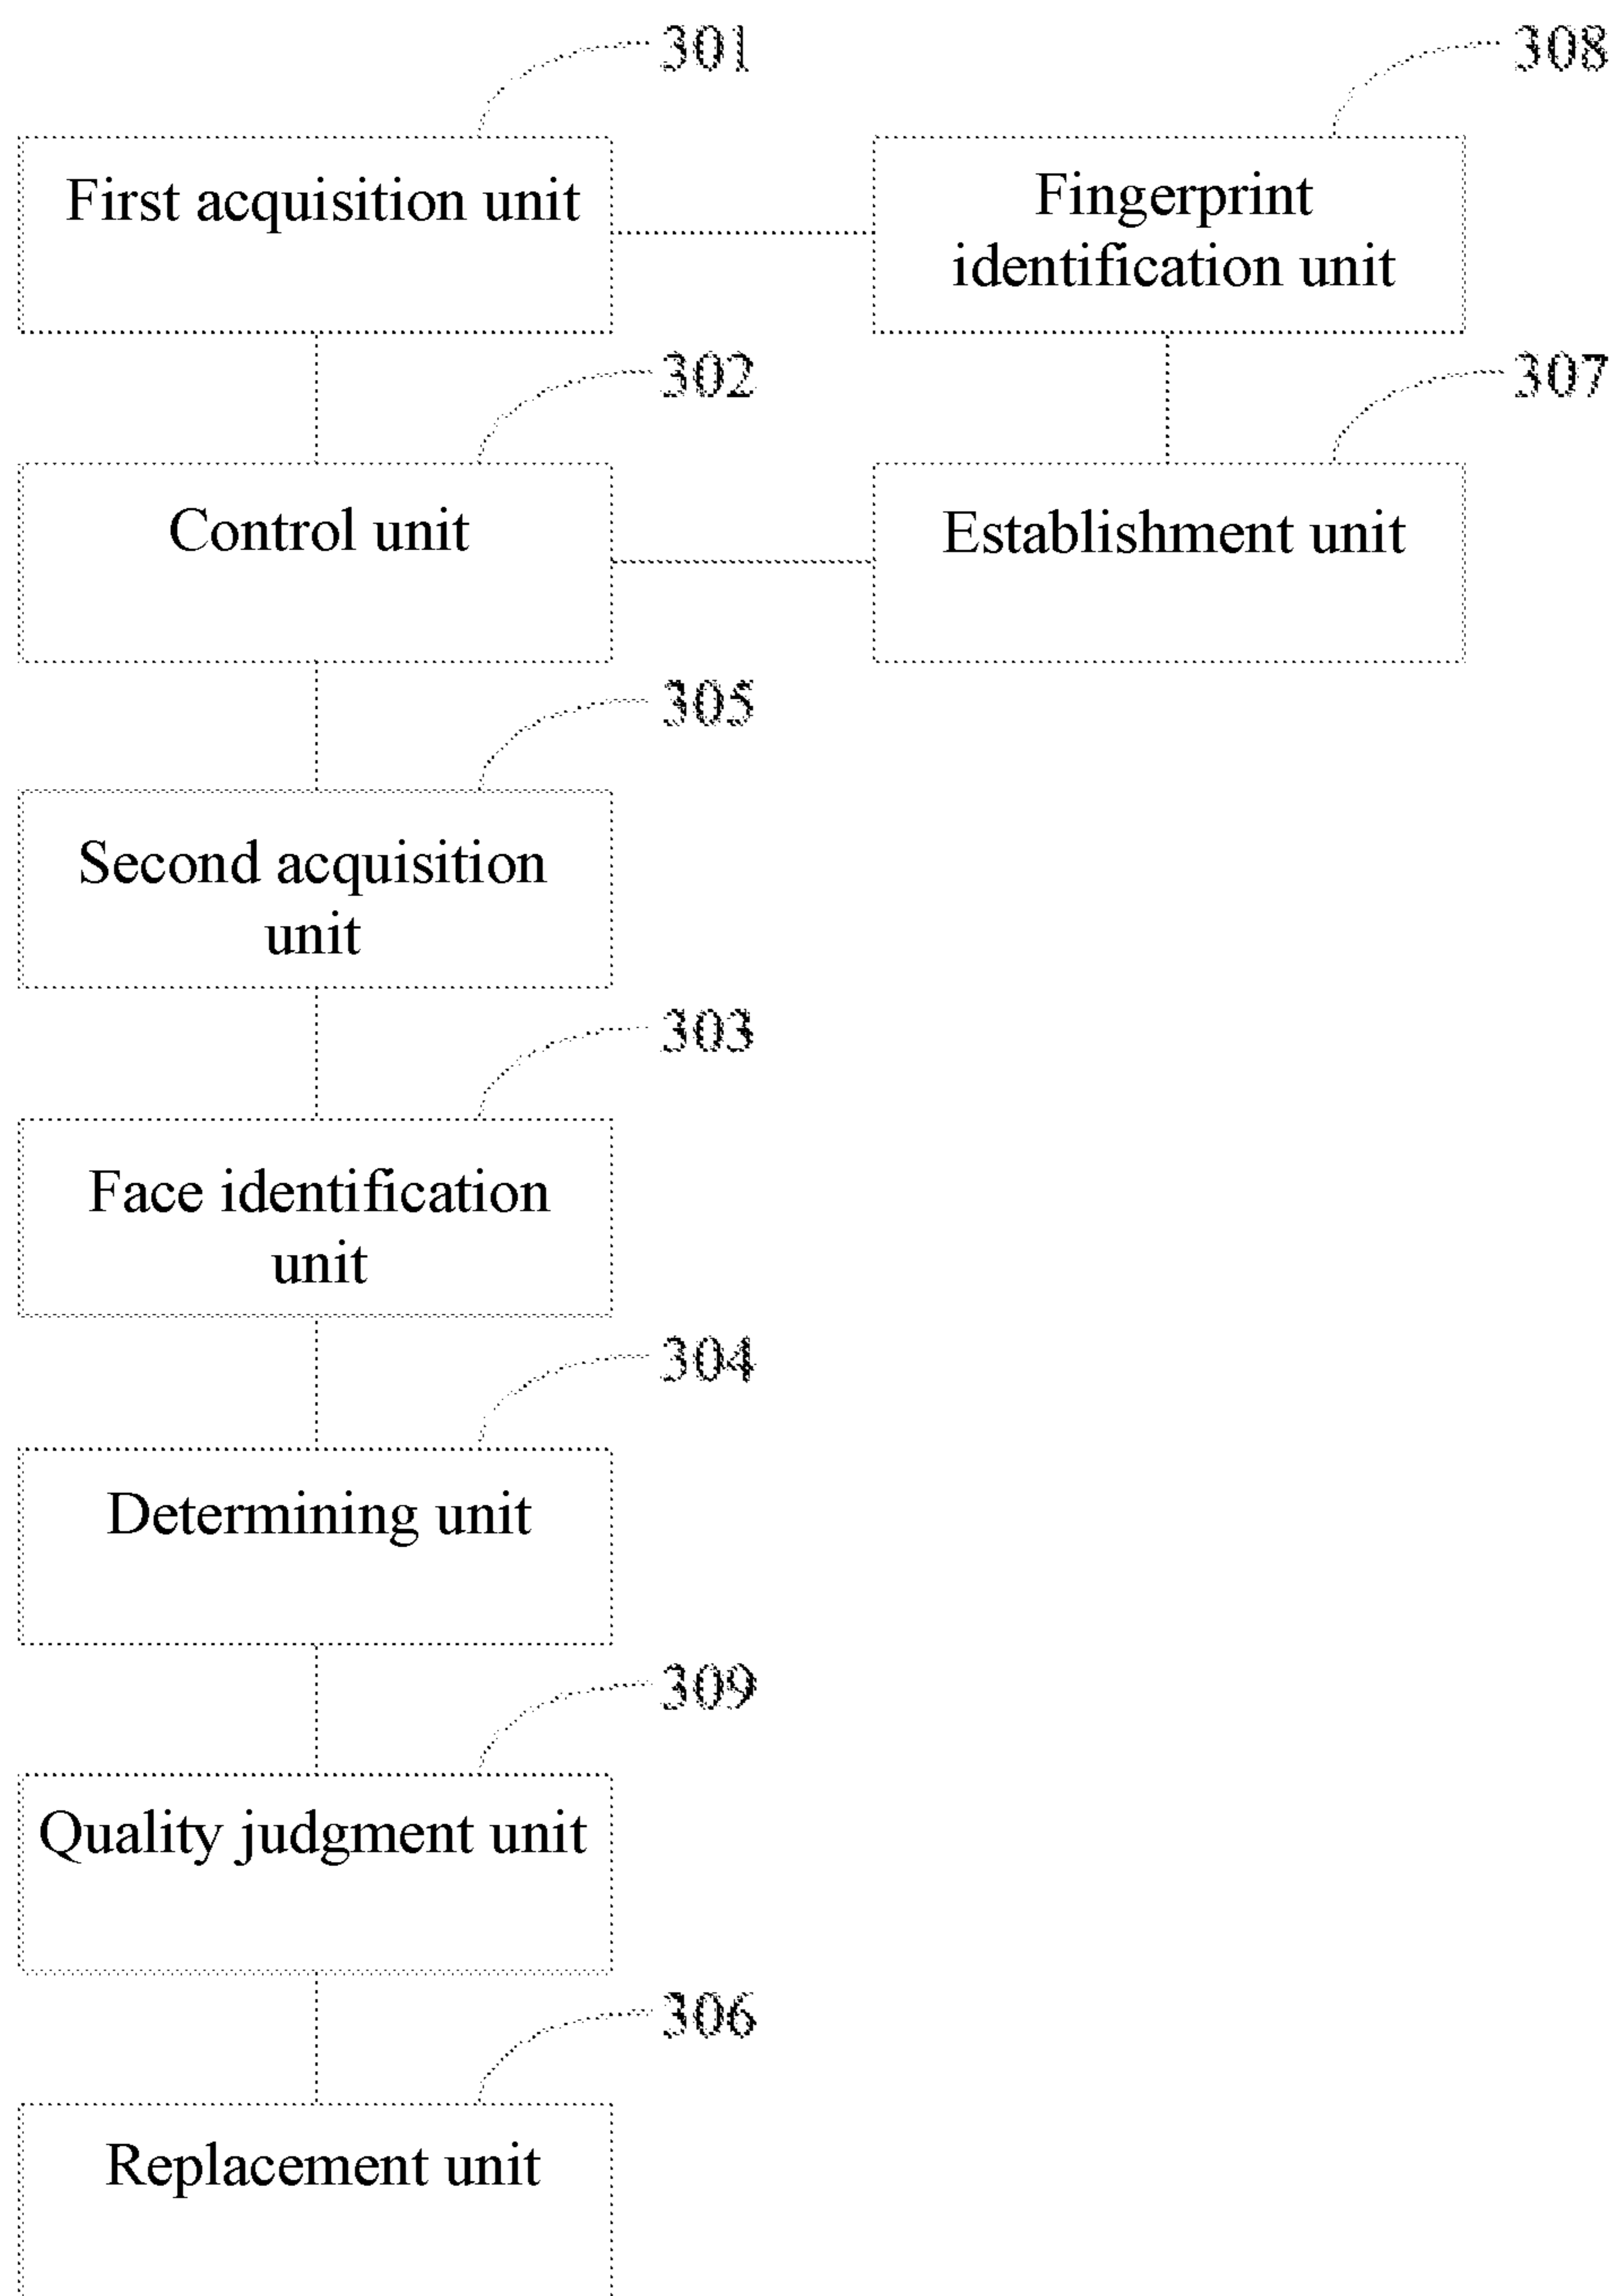 301
308
First acquisition unit
Fingerprint
identification unit
302
307
Control unit
Establishment unit
305
Second acquisition
unit
303
Face identification
unit
304
Determining unit
309
Quality judgment unit
306
Replacement unit